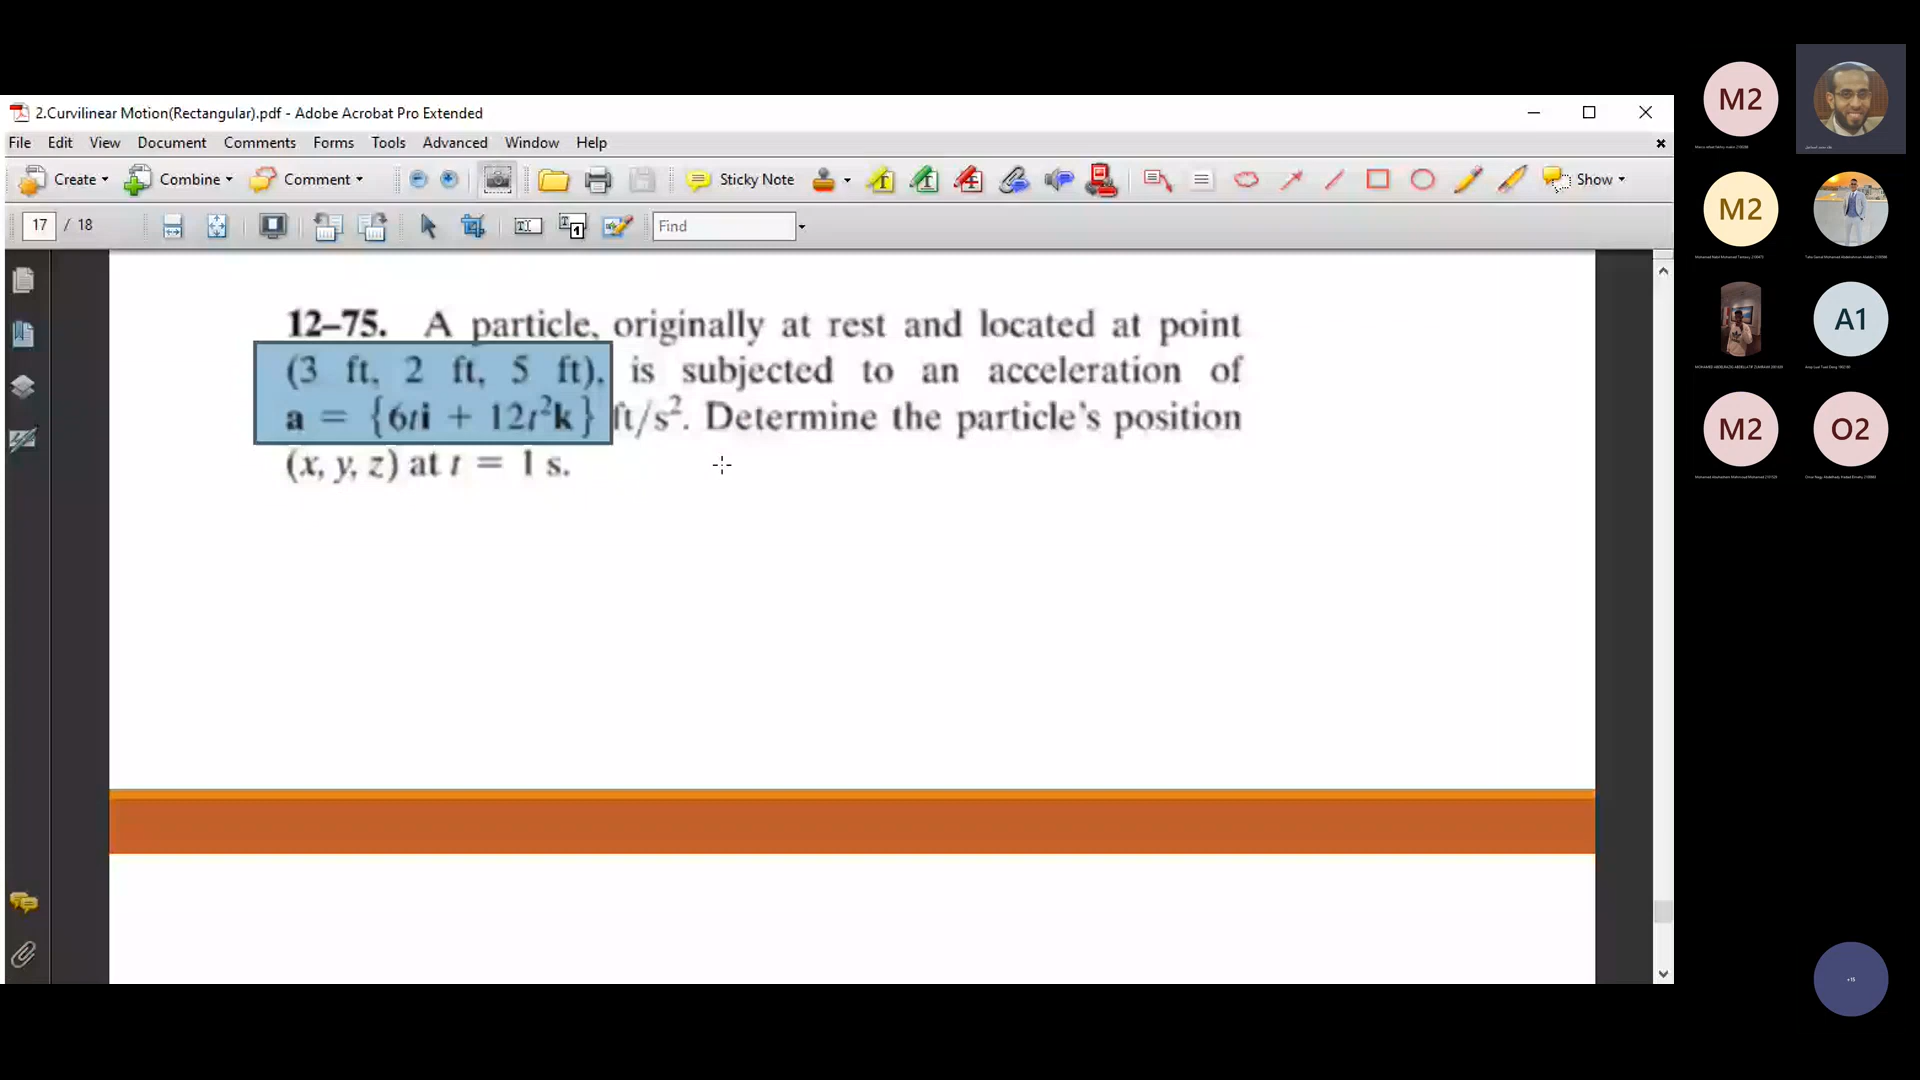 2.Curvilinear Motion(Rectangular).pdf - Adobe Acrobat Pro Extended
File Edit View Document Comments Forms Tools Advanced Window Help
Create Combine Comment Sticky Note Show
17 / 18 Find
12–75. A particle, originally at rest and located at point
(3 ft, 2 ft, 5 ft), is subjected to an acceleration of
a = {6ti + 12t²k} ft/s². Determine the particle's position
(x, y, z) at t = 1 s.
M2
M2
A1
M2 O2
+15